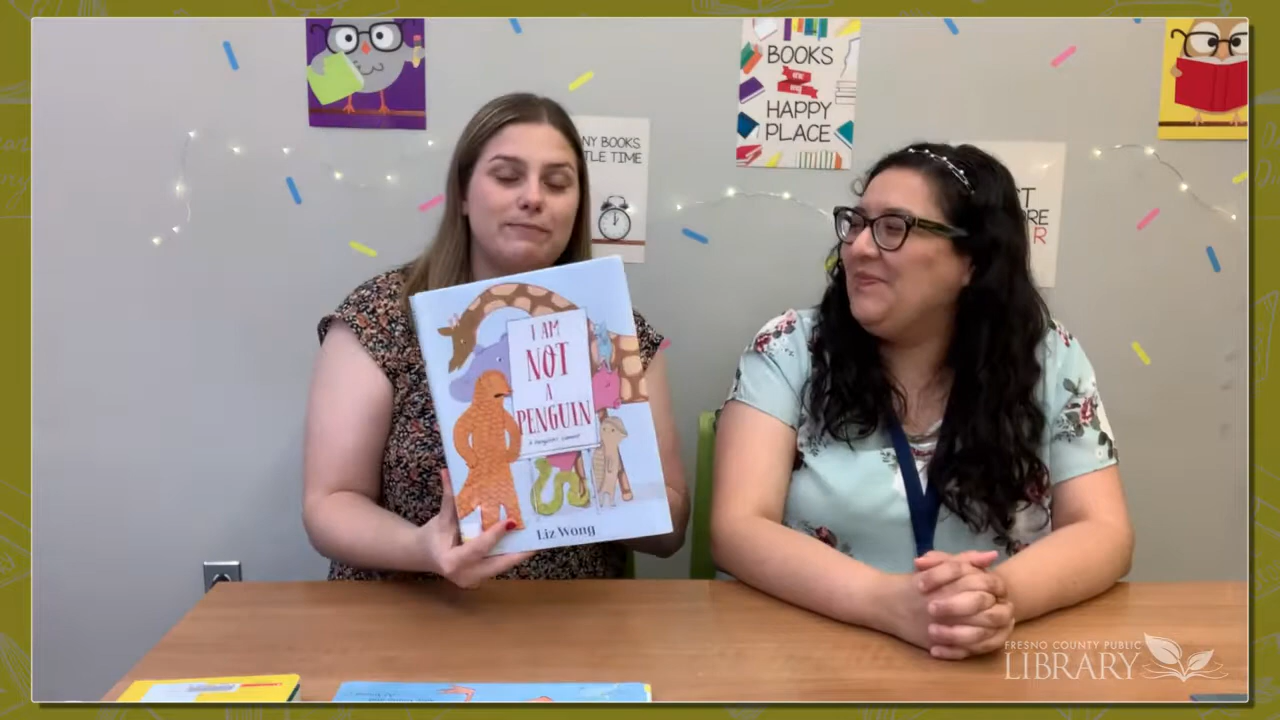 BOOKS
HAPPY
PLACE
NY BOOKS
TLE TIME
I AM
NOT
A
PENGUIN
Liz Wong
FRESNO COUNTY PUBLIC
LIBRARY